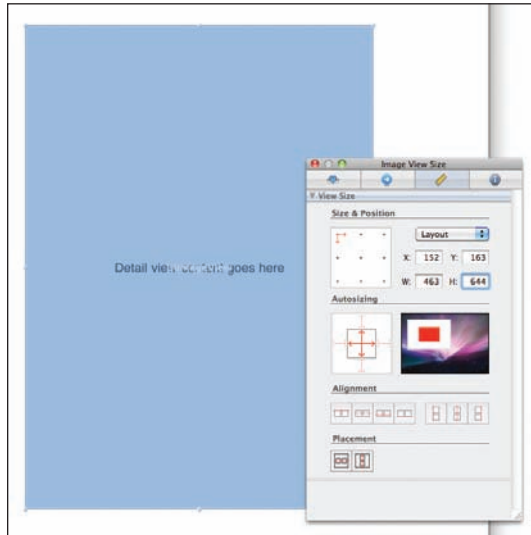 Detail view content goes here
Image View Size
View Size
Size & Position
Layout
X: 152 Y: 163
W: 463 H: 644
Autosizing
Alignment
Placement